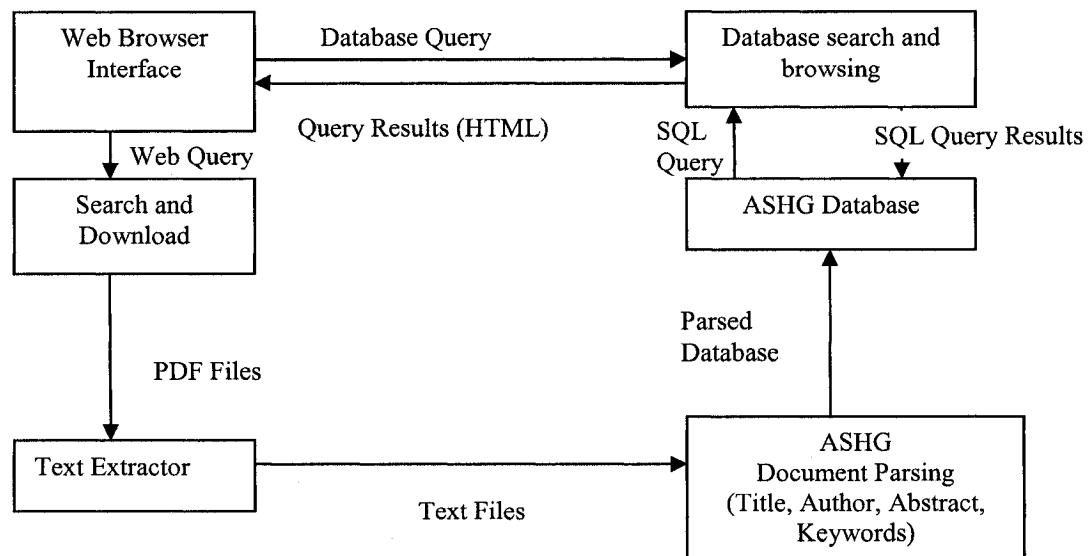 Web Browser
Interface
Database Query
Database search and
browsing
Query Results (HTML)
SQL
Query
SQL Query Results
Web Query
Search and
Download
ASHG Database
Parsed
Database
PDF Files
Text Extractor
Text Files
ASHG
Document Parsing
(Title, Author, Abstract,
Keywords)